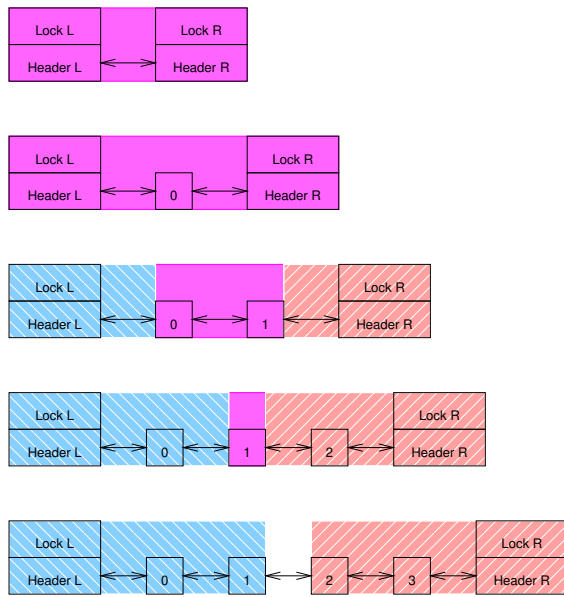 Lock L Lock R
Header L Header R
Lock L Lock R
Header L 0 Header R
Lock L Lock R
Header L 0 1 Header R
Lock L Lock R
Header L 0 1 2 Header R
Lock L Lock R
Header L 0 1 2 3 Header R